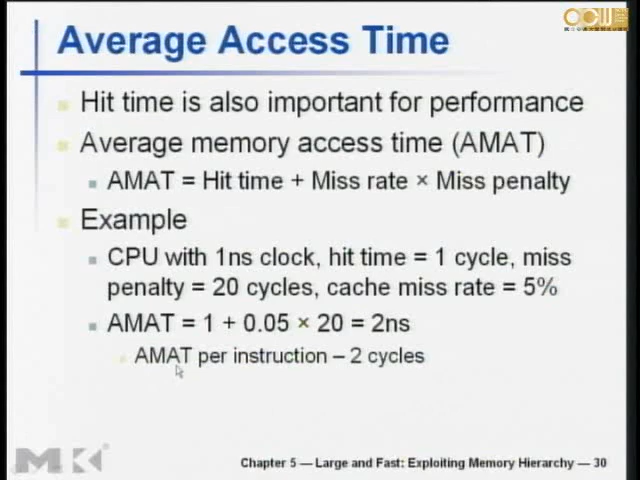 Average Access Time
Hit time is also important for performance
Average memory access time (AMAT)
AMAT = Hit time + Miss rate × Miss penalty
Example
CPU with 1ns clock, hit time = 1 cycle, miss
penalty = 20 cycles, cache miss rate = 5%
AMAT = 1 + 0.05 × 20 = 2ns
AMAT per instruction – 2 cycles
MK
Chapter 5 — Large and Fast: Exploiting Memory Hierarchy — 30